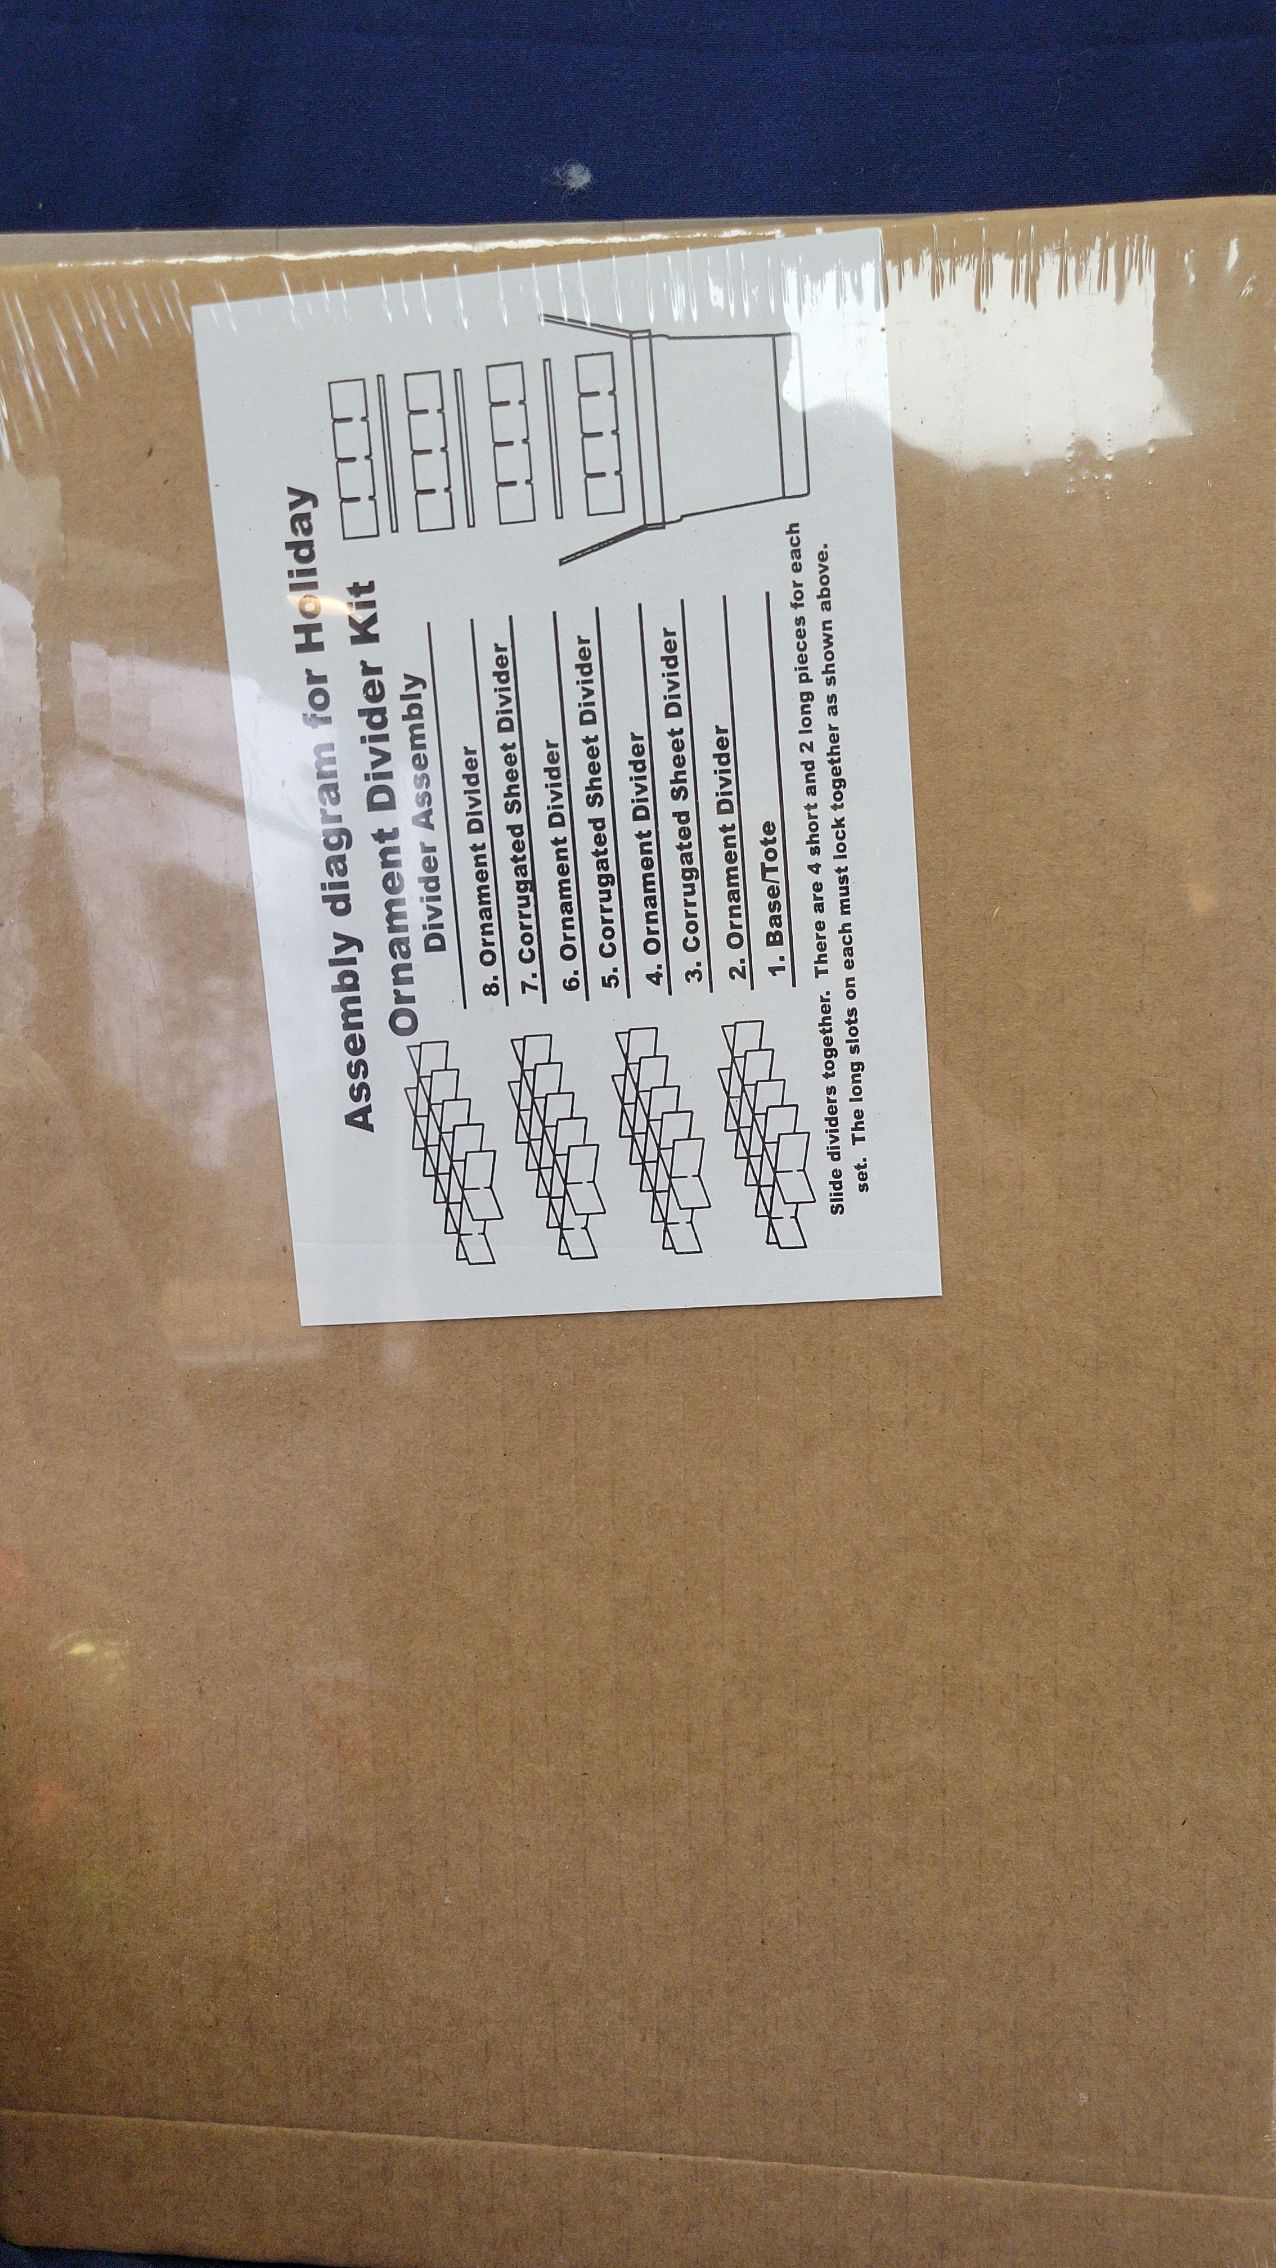 Assembly diagram for Holiday
Ornament Divider Kit
Divider Assembly
8. Ornament Divider
7. Corrugated Sheet Divider
6. Ornament Divider
5. Corrugated Sheet Divider
4. Ornament Divider
3. Corrugated Sheet Divider
2. Ornament Divider
1. Base/Tote
Slide dividers together. There are 4 short and 2 long pieces for each
set. The long slots on each must lock together as shown above.